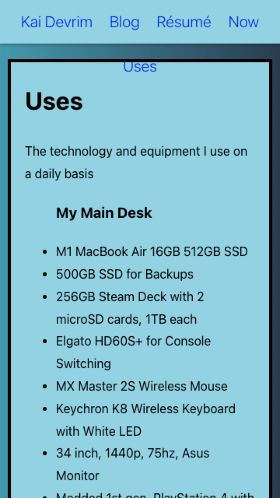 Kai Devrim Blog Résumé Now
Uses
Uses
The technology and equipment I use on
a daily basis
My Main Desk
• M1 MacBook Air 16GB 512GB SSD
• 500GB SSD for Backups
• 256GB Steam Deck with 2
microSD cards, 1TB each
• Elgato HD60S+ for Console
Switching
• MX Master 2S Wireless Mouse
• Keychron K8 Wireless Keyboard
with White LED
• 34 inch, 1440p, 75hz, Asus
Monitor
• Modded 1st gen, PlayStation 4 with